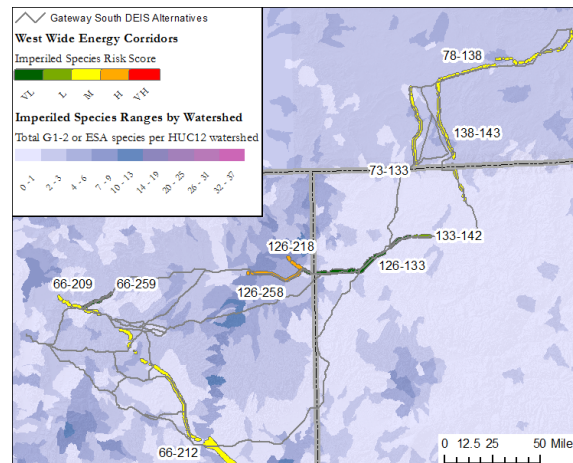 Gateway South DEIS Alternatives
West Wide Energy Corridors
Imperiled Species Risk Score
VL L M H VH
Imperiled Species Ranges by Watershed
Total G1-2 or ESA species per HUC12 watershed
0 - 1 2 - 3 4 - 6 7 - 9 10 - 13 14 - 19 20 - 25 26 - 31 32 - 37
78-138
138-143
73-133
133-142
126-218
126-133
66-259
66-209
126-258
66-212
0 12.5 25 50 Mile